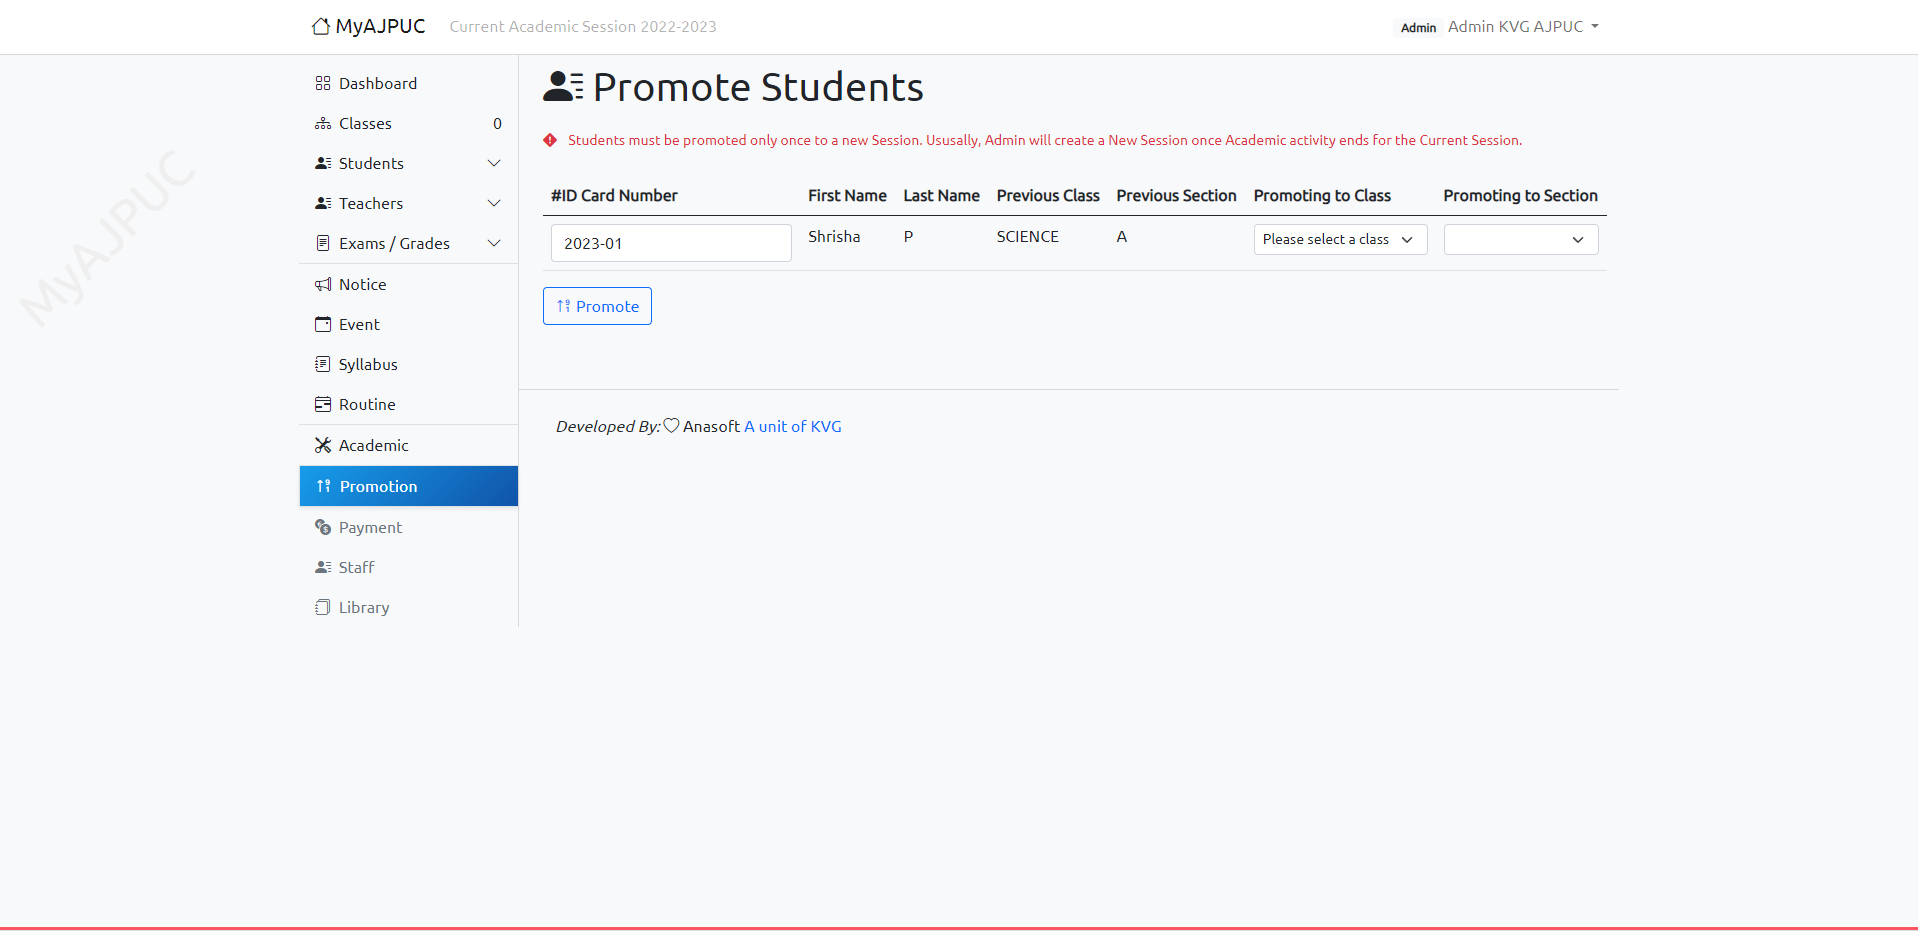 MyAJPUC Current Academic Session 2022-2023 Admin Admin KVG AJPUC
MyAJPUC
Dashboard
Classes 0
Students
Teachers
Exams / Grades
Notice
Event
Syllabus
Routine
Academic
Promotion
Payment
Staff
Library
Promote Students
Students must be promoted only once to a new Session. Ususally, Admin will create a New Session once Academic activity ends for the Current Session.
#ID Card Number First Name Last Name Previous Class Previous Section Promoting to Class Promoting to Section
2023-01 Shrisha P SCIENCE A Please select a class
Promote
Developed By: Anasoft A unit of KVG